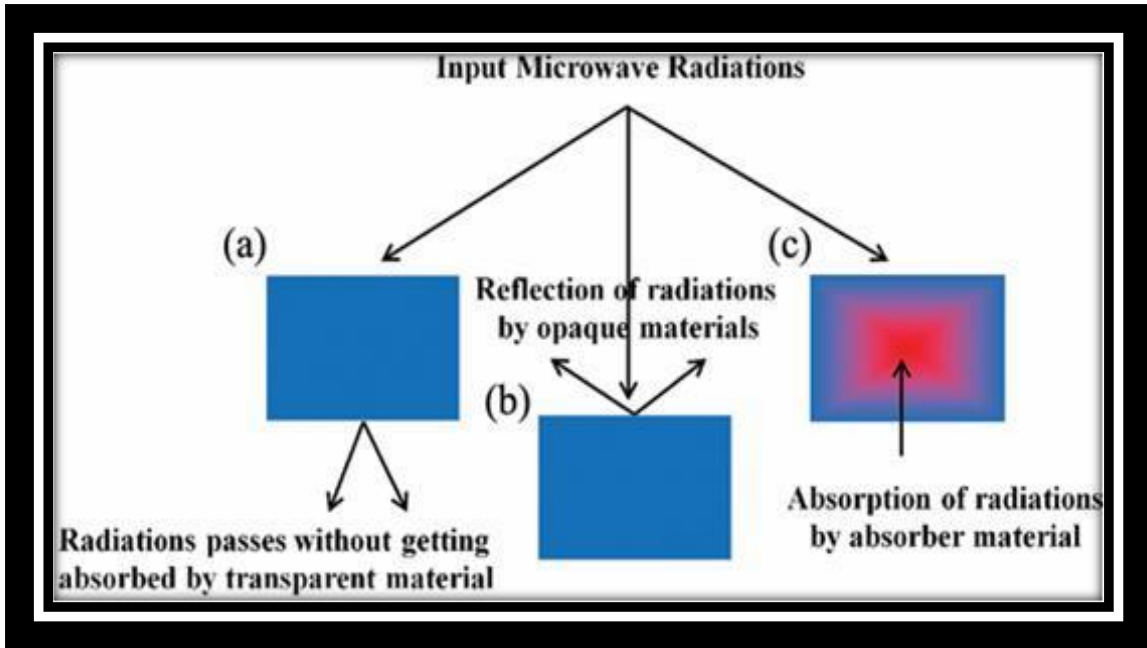 Input Microwave Radiations
(a)
(c)
Reflection of radiations
by opaque materials
(b)
Absorption of radiations
by absorber material
Radiations passes without getting
absorbed by transparent material